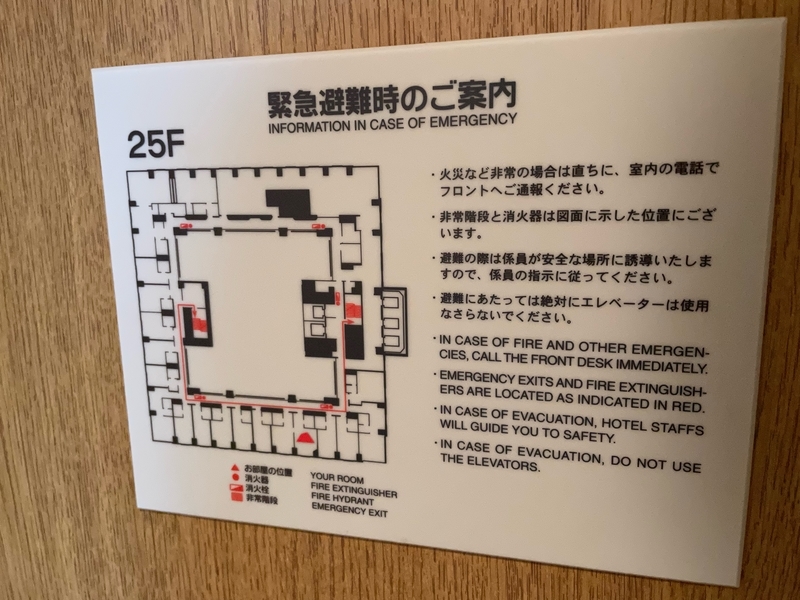 緊急避難時のご案内
INFORMATION IN CASE OF EMERGENCY
25F
・火災など非常の場合は直ちに、室内の電話で
フロントへご通報ください。
・非常階段と消火器は図面に示した位置にござ
います。
・避難の際は係員が安全な場所に誘導いたしま
すので、係員の指示に従ってください。
・避難にあたっては絶対にエレベーターは使用
なさらないでください。
・IN CASE OF FIRE AND OTHER EMERGEN-
CIES, CALL THE FRONT DESK IMMEDIATELY.
・EMERGENCY EXITS AND FIRE EXTINGUISH-
ERS ARE LOCATED AS INDICATED IN RED.
・IN CASE OF EVACUATION, HOTEL STAFFS
WILL GUIDE YOU TO SAFETY.
・IN CASE OF EVACUATION, DO NOT USE
THE ELEVATORS.
お部屋の位置 YOUR ROOM
消火器 FIRE EXTINGUISHER
消火栓 FIRE HYDRANT
非常階段 EMERGENCY EXIT